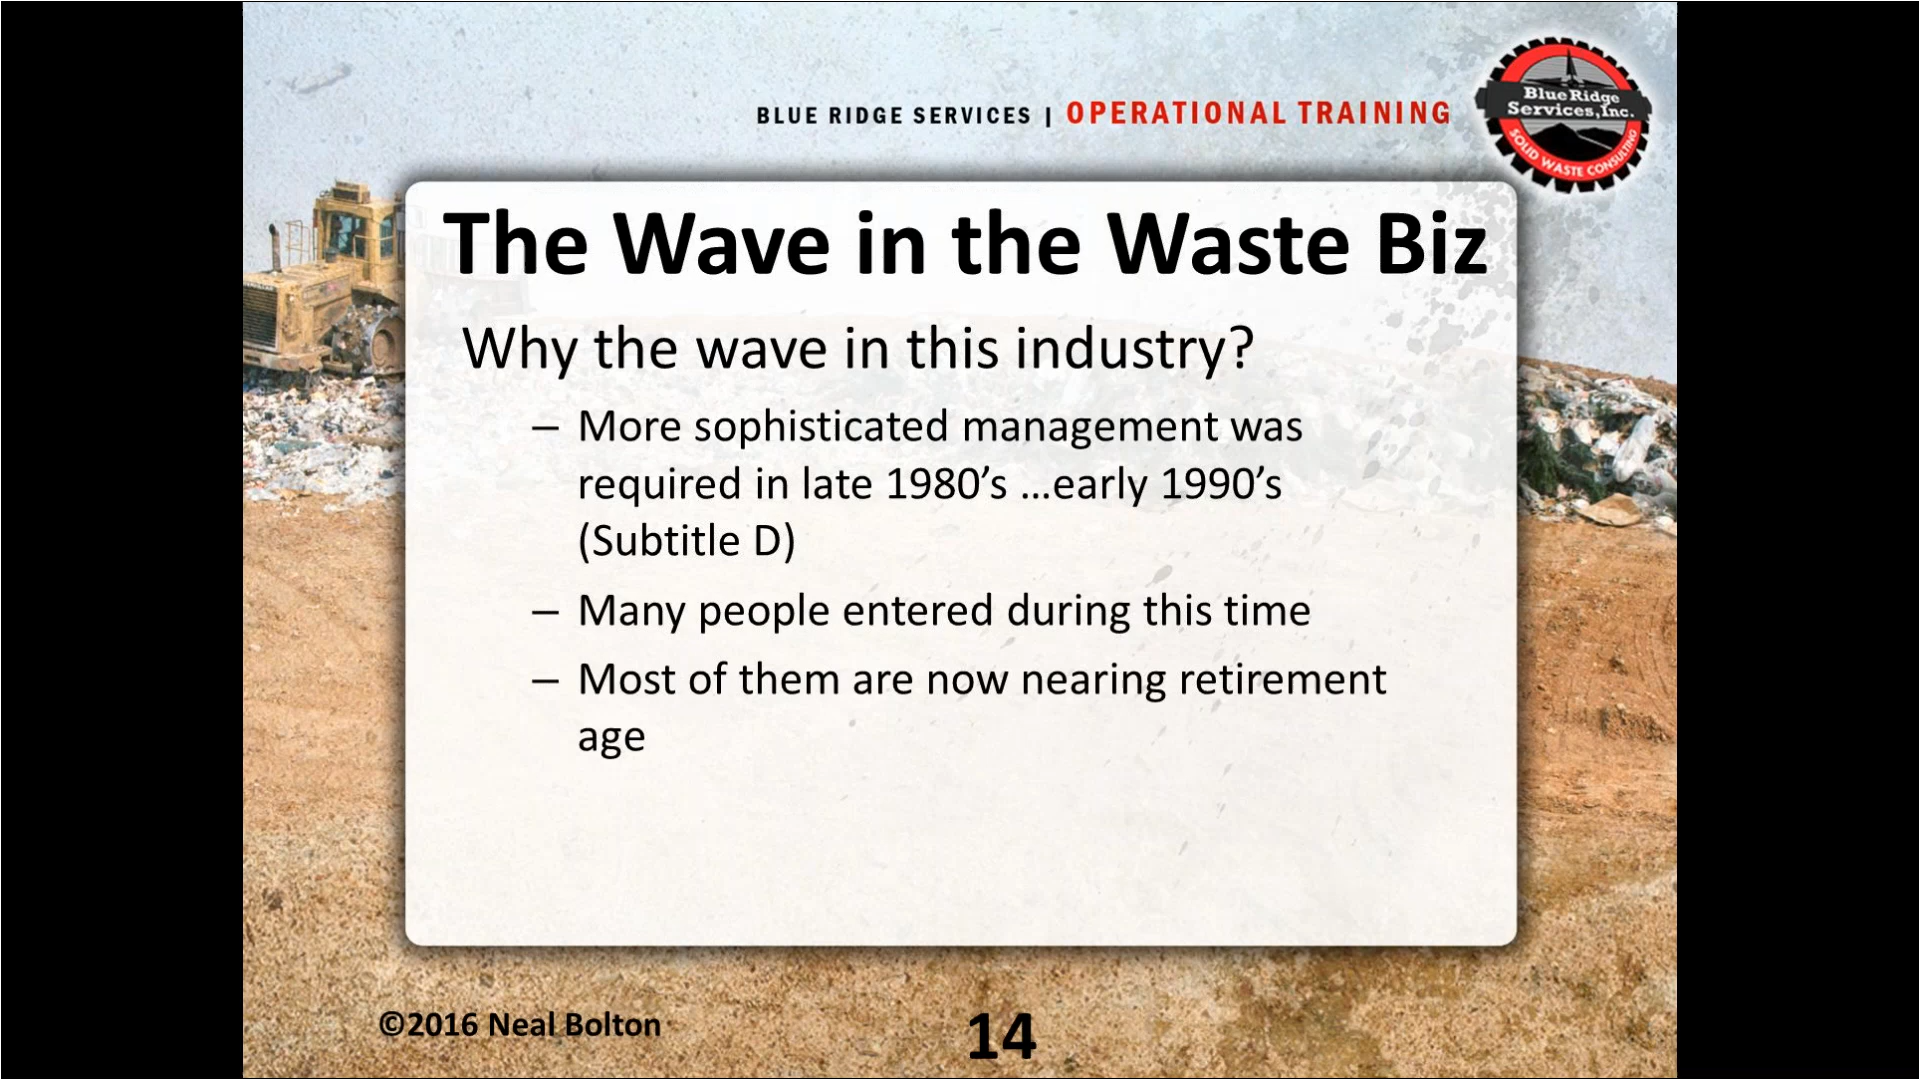 BLUE RIDGE SERVICES | OPERATIONAL TRAINING
Blue Ridge
Services, Inc.
SOLID WASTE CONSULTING
The Wave in the Waste Biz
Why the wave in this industry?
– More sophisticated management was
required in late 1980’s …early 1990’s
(Subtitle D)
– Many people entered during this time
– Most of them are now nearing retirement
age
©2016 Neal Bolton
14